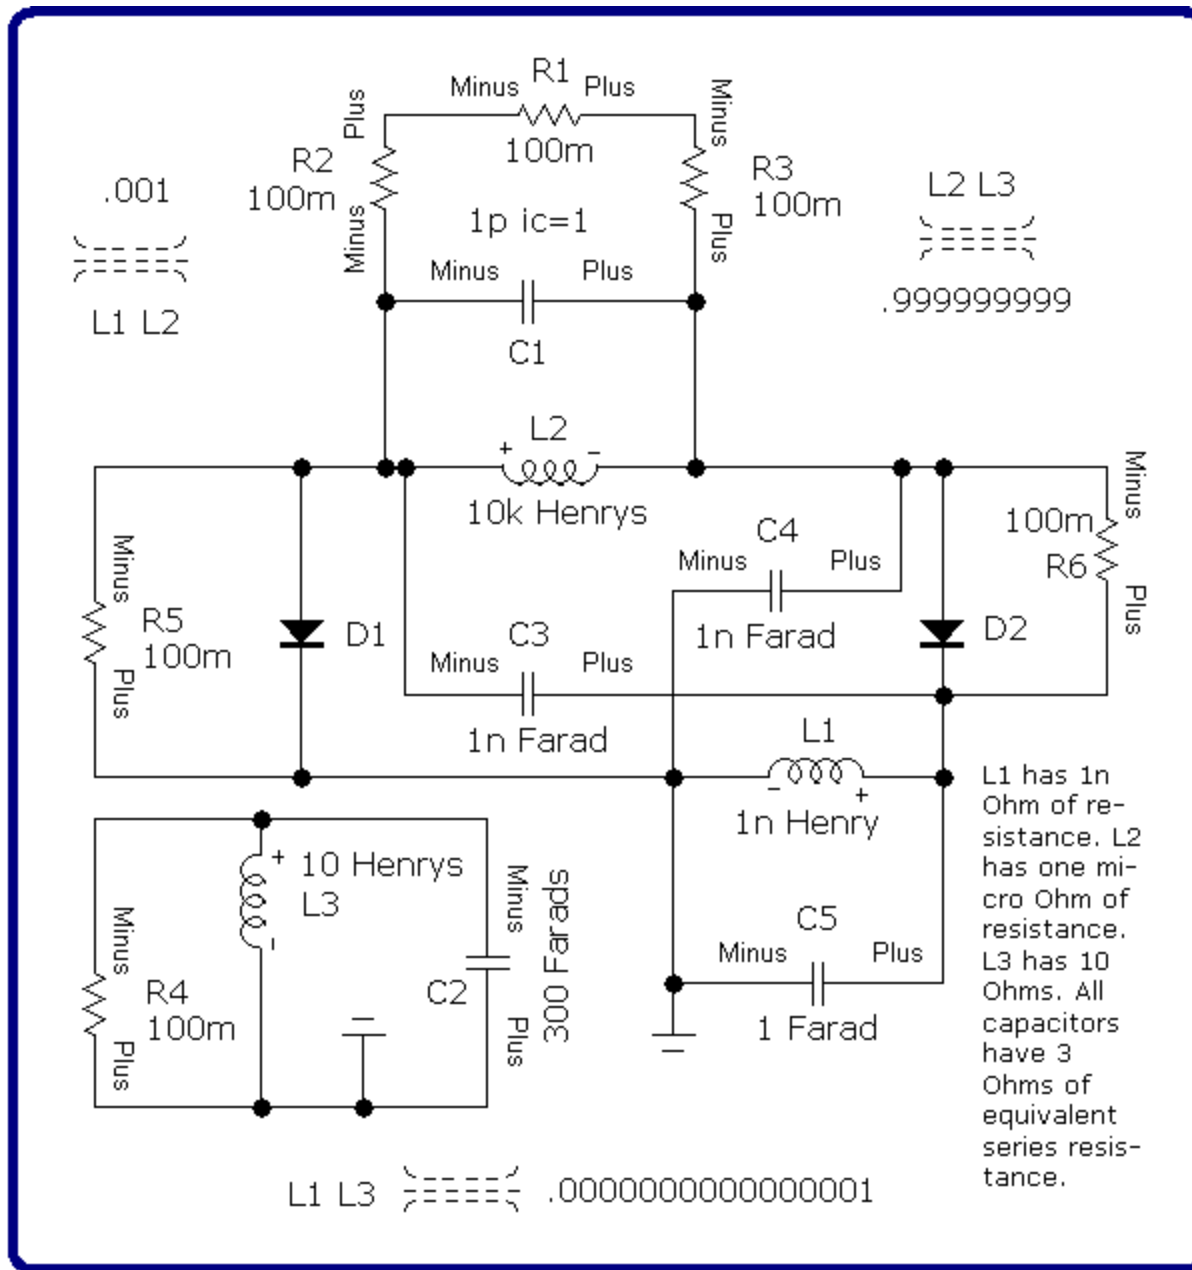 R1
Minus Plus
100m
Plus
R2
100m
Minus
Minus
R3
100m
Plus
.001
L1 L2
L2 L3
.999999999
1p ic=1
Minus Plus
C1
L2
+ -
10k Henrys
Minus
100m
R6
Plus
C4
Minus Plus
1n Farad
Minus
R5
100m
Plus
D1
C3
Minus Plus
1n Farad
D2
L1
- +
1n Henry
L1 has 1n
Ohm of re-
sistance. L2
has one mi-
cro Ohm of
resistance.
L3 has 10
Ohms. All
capacitors
have 3
Ohms of
equivalent
series resis-
tance.
+
10 Henrys
L3
-
Minus
R4
100m
Plus
Minus
C2
Plus
300 Farads
C5
Minus Plus
1 Farad
L1 L3
.0000000000000001